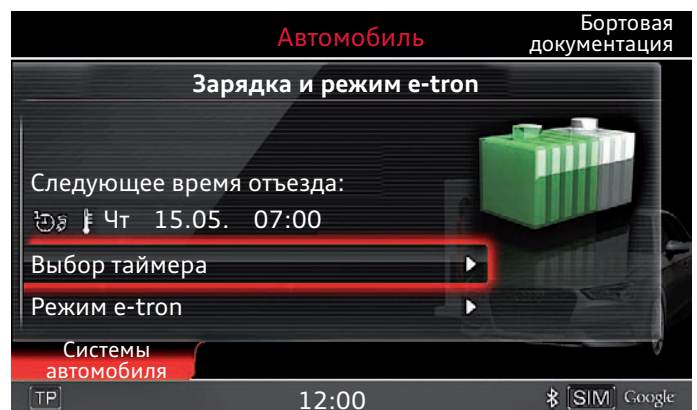 Автомобиль
Бортовая
документация
Зарядка и режим e-tron
Следующее время отъезда:
Чт 15.05. 07:00
Выбор таймера
Режим e-tron
Системы
автомобиля
TP 12:00 SIM Google